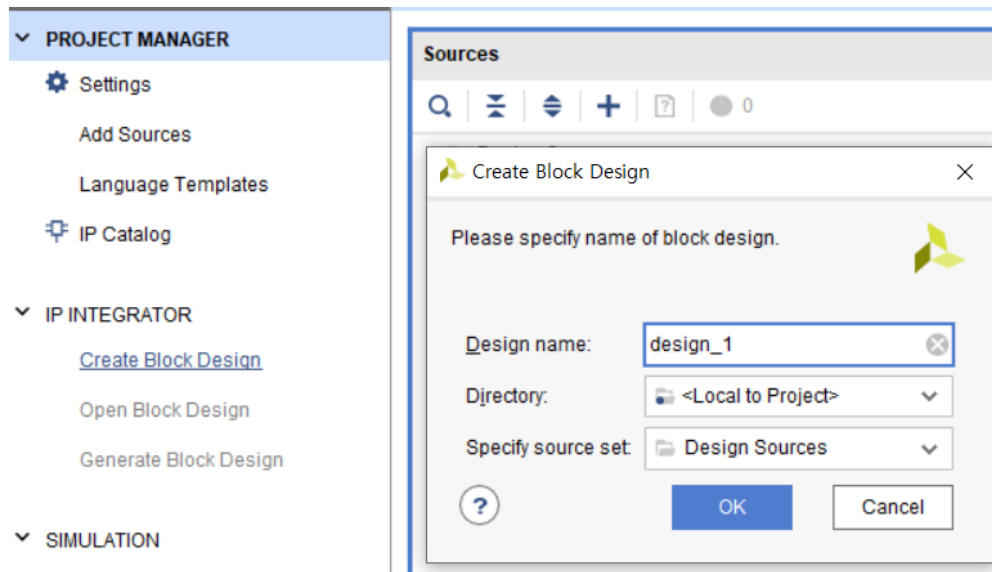 PROJECT MANAGER
Settings
Add Sources
Language Templates
IP Catalog
IP INTEGRATOR
Create Block Design
Open Block Design
Generate Block Design
SIMULATION
Sources
? 0
Create Block Design
Please specify name of block design.
Design name: design_1
Directory: <Local to Project>
Specify source set: Design Sources
? OK Cancel